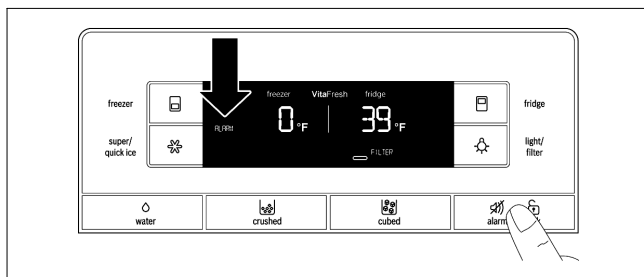 freezer
super/
quick ice
freezer VitaFresh fridge
ALARM 0 °F 39 °F
FILTER
fridge
light/
filter
water
crushed
cubed
alarm